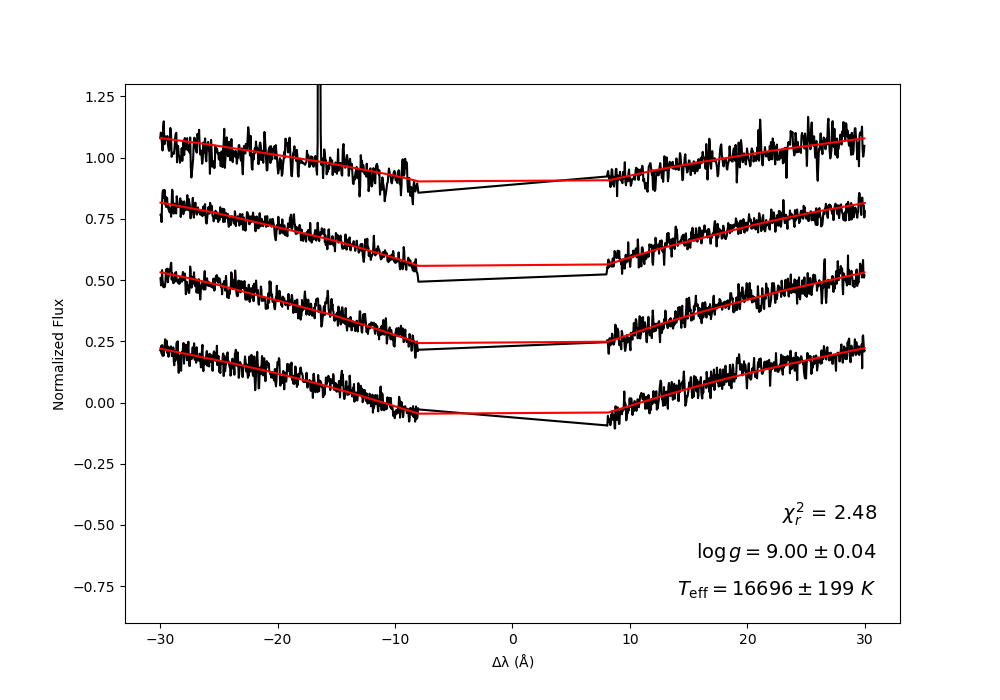 Normalized Flux
1.25
1.00
0.75
0.50
0.25
0.00
−0.25
−0.50
−0.75
χ²ᵣ = 2.48
log g = 9.00 ± 0.04
T_eff = 16696 ± 199 K
−30 −20 −10 0 10 20 30
Δλ (Å)